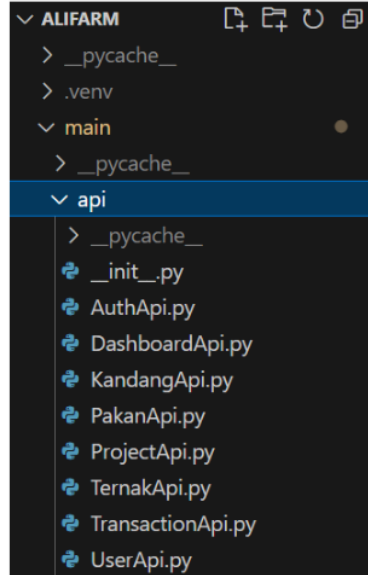 ALIFARM
__pycache__
.venv
main
__pycache__
api
__pycache__
__init__.py
AuthApi.py
DashboardApi.py
KandangApi.py
PakanApi.py
ProjectApi.py
TernakApi.py
TransactionApi.py
UserApi.py